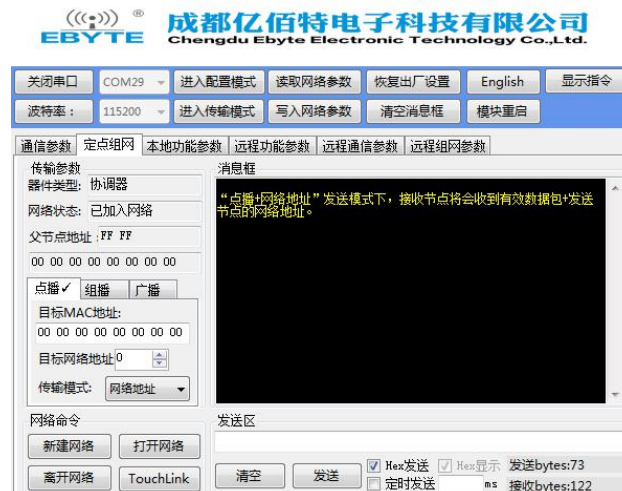 ((·)) ®
EBYTE
成都亿佰特电子科技有限公司
Chengdu Ebyte Electronic Technology Co.,Ltd.
关闭串口 COM29 进入配置模式 读取网络参数 恢复出厂设置 English 显示指令
波特率： 115200 进入传输模式 写入网络参数 清空消息框 模块重启
通信参数 定点组网 本地功能参数 远程功能参数 远程通信参数 远程组网参数
传输参数
器件类型: 协调器
网络状态: 已加入网络
父节点地址: FF FF
00 00 00 00 00 00 00 00
点播✓ 组播 广播
目标MAC地址:
00 00 00 00 00 00 00 00
目标网络地址 0
传输模式: 网络地址
消息框
“点播+网络地址”发送模式下，接收节点将会收到有效数据包+发送
节点的网络地址。
网络命令
新建网络 打开网络
离开网络 TouchLink
发送区
清空 发送
Hex发送 Hex显示 发送bytes:73
定时发送 ms 接收bytes:122